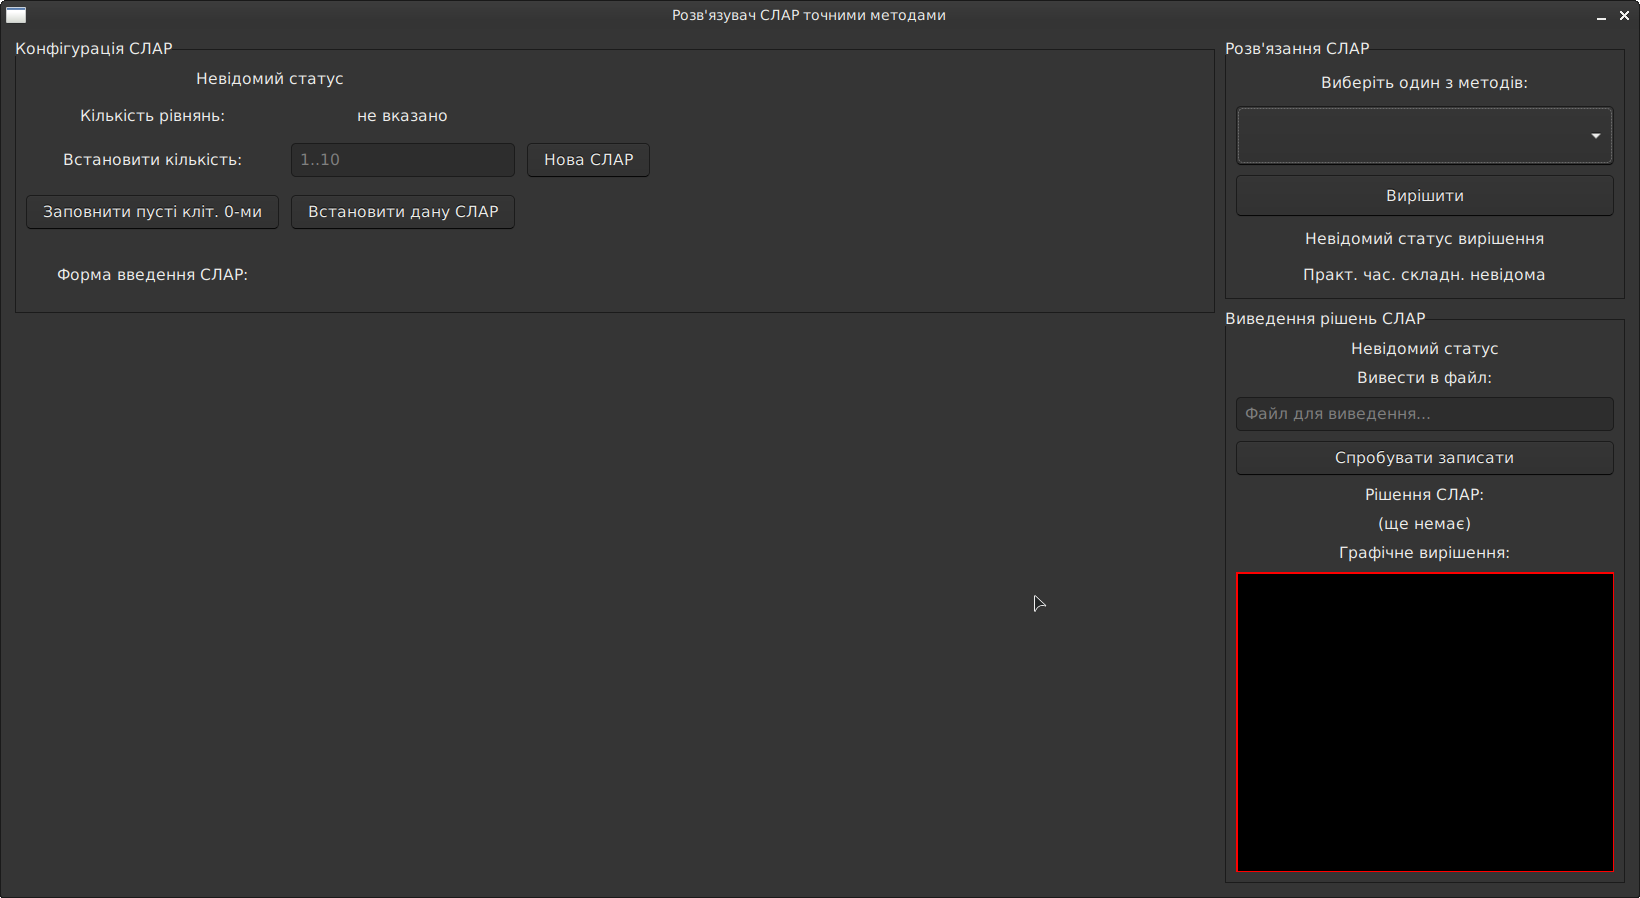 Розв'язувач СЛАР точними методами
Конфігурація СЛАР
Невідомий статус
Кількість рівнянь: не вказано
Встановити кількість: 1..10 Нова СЛАР
Заповнити пусті кліт. 0-ми Встановити дану СЛАР
Форма введення СЛАР:
Розв'язання СЛАР
Виберіть один з методів:
Вирішити
Невідомий статус вирішення
Практ. час. складн. невідома
Виведення рішень СЛАР
Невідомий статус
Вивести в файл:
Файл для виведення...
Спробувати записати
Рішення СЛАР:
(ще немає)
Графічне вирішення: